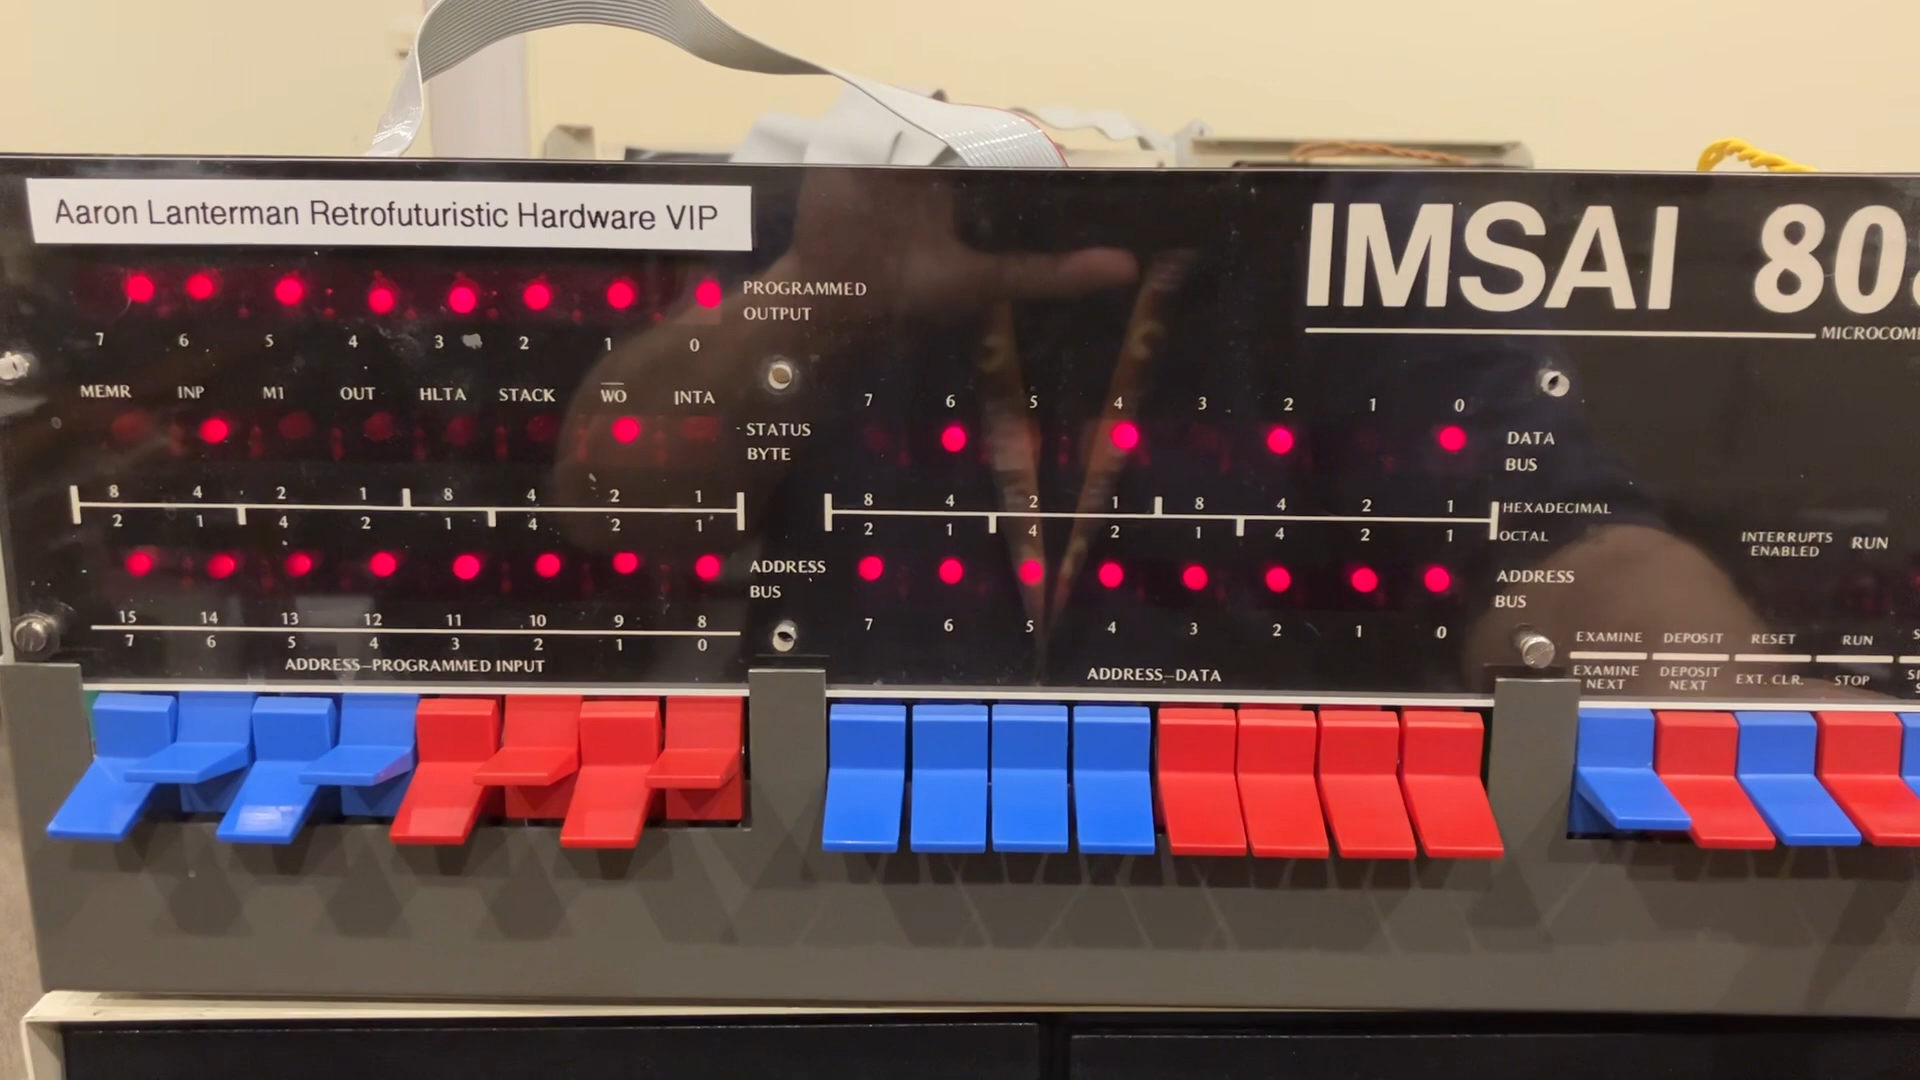 Aaron Lanterman Retrofuturistic Hardware VIP
IMSAI 80
MICROCOM
PROGRAMMED
OUTPUT
7 6 5 4 3 2 1 0
MEMR INP M1 OUT HLTA STACK WO INTA
STATUS
BYTE
7 6 5 4 3 2 1 0
DATA
BUS
8 4 2 1 8 4 2 1
2 1 4 2 1 4 2 1
8 4 2 1 8 4 2 1 HEXADECIMAL
2 1 4 2 1 4 2 1 OCTAL
ADDRESS
BUS
15 14 13 12 11 10 9 8
7 6 5 4 3 2 1 0
ADDRESS–PROGRAMMED INPUT
ADDRESS
BUS
7 6 5 4 3 2 1 0
ADDRESS–DATA
INTERRUPTS
ENABLED
RUN
EXAMINE DEPOSIT RESET RUN
EXAMINE
NEXT
DEPOSIT
NEXT
EXT. CLR.
STOP